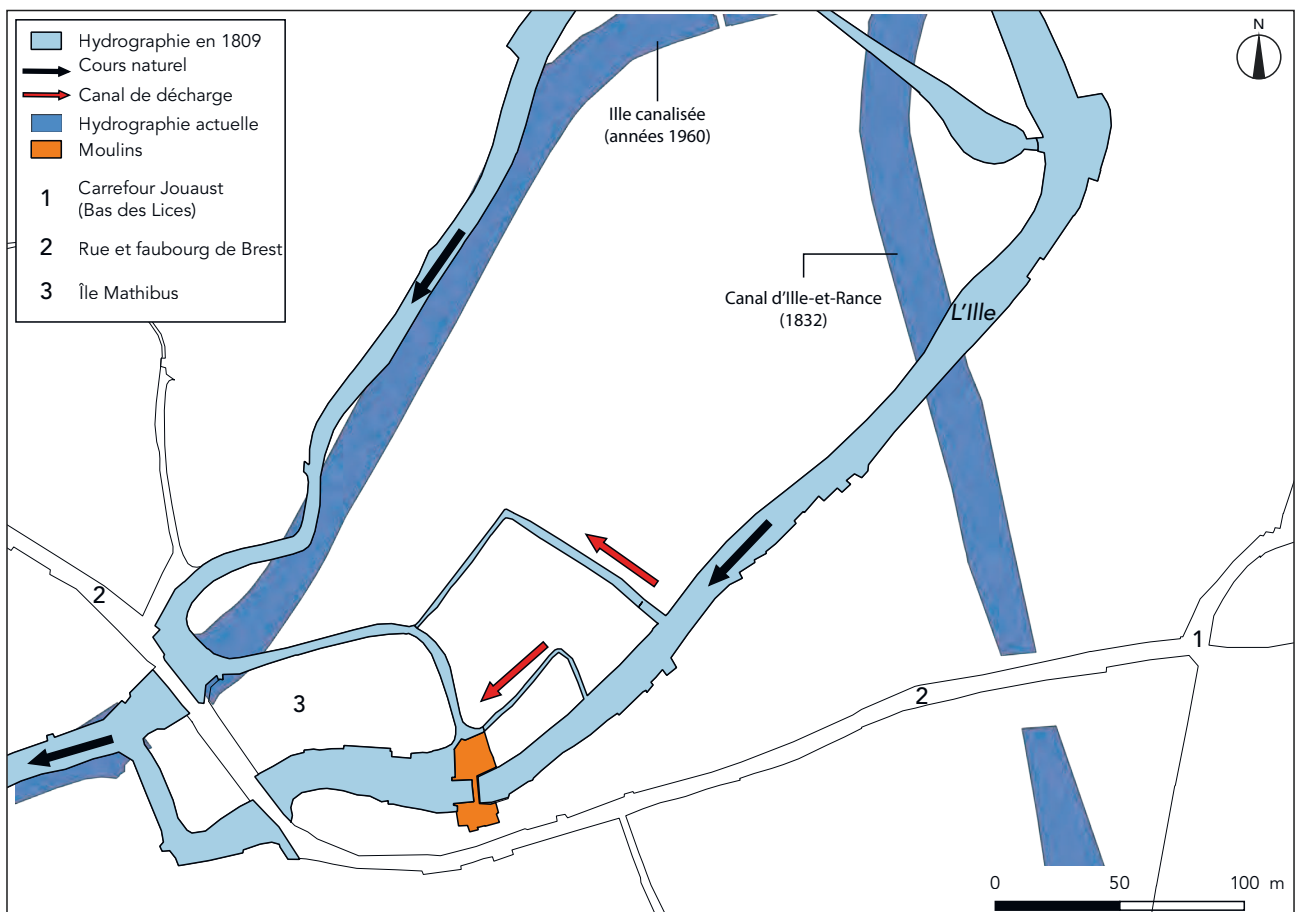 Hydrographie en 1809
Cours naturel
Canal de décharge
Hydrographie actuelle
Moulins
1 Carrefour Jouaust
(Bas des Lices)
2 Rue et faubourg de Brest
3 Île Mathibus
N
Ille canalisée
(années 1960)
Canal d'Ille-et-Rance
(1832)
L'Ille
2
1
2
3
0 50 100 m